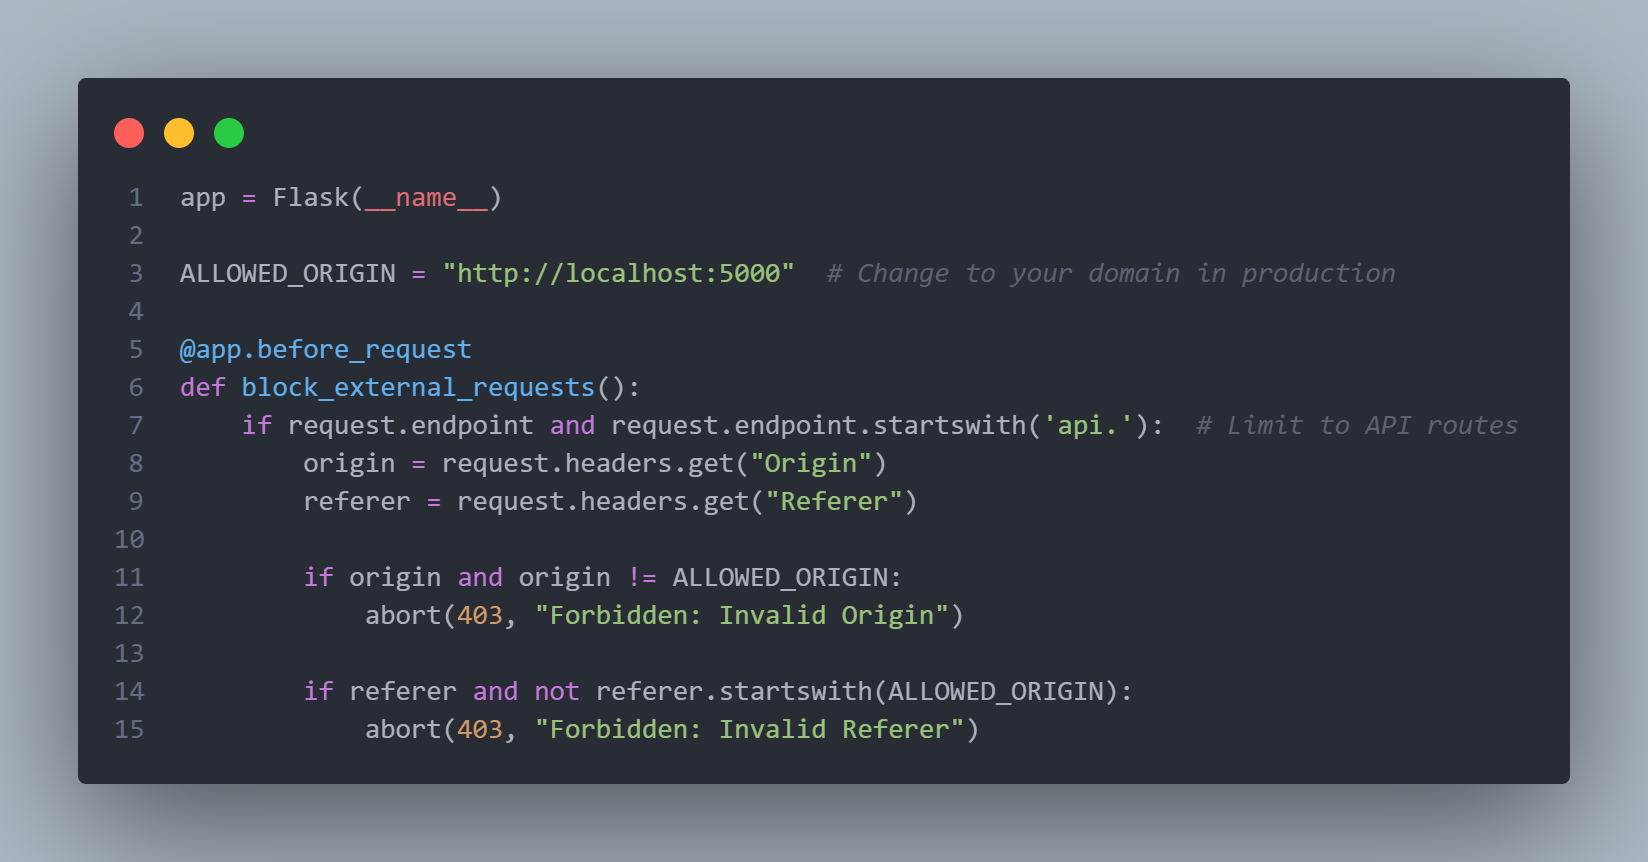 1 app = Flask(__name__)
2
3 ALLOWED_ORIGIN = "http://localhost:5000"  # Change to your domain in production
4
5 @app.before_request
6 def block_external_requests():
7     if request.endpoint and request.endpoint.startswith('api.'):  # Limit to API routes
8         origin = request.headers.get("Origin")
9         referer = request.headers.get("Referer")
10
11         if origin and origin != ALLOWED_ORIGIN:
12             abort(403, "Forbidden: Invalid Origin")
13
14         if referer and not referer.startswith(ALLOWED_ORIGIN):
15             abort(403, "Forbidden: Invalid Referer")